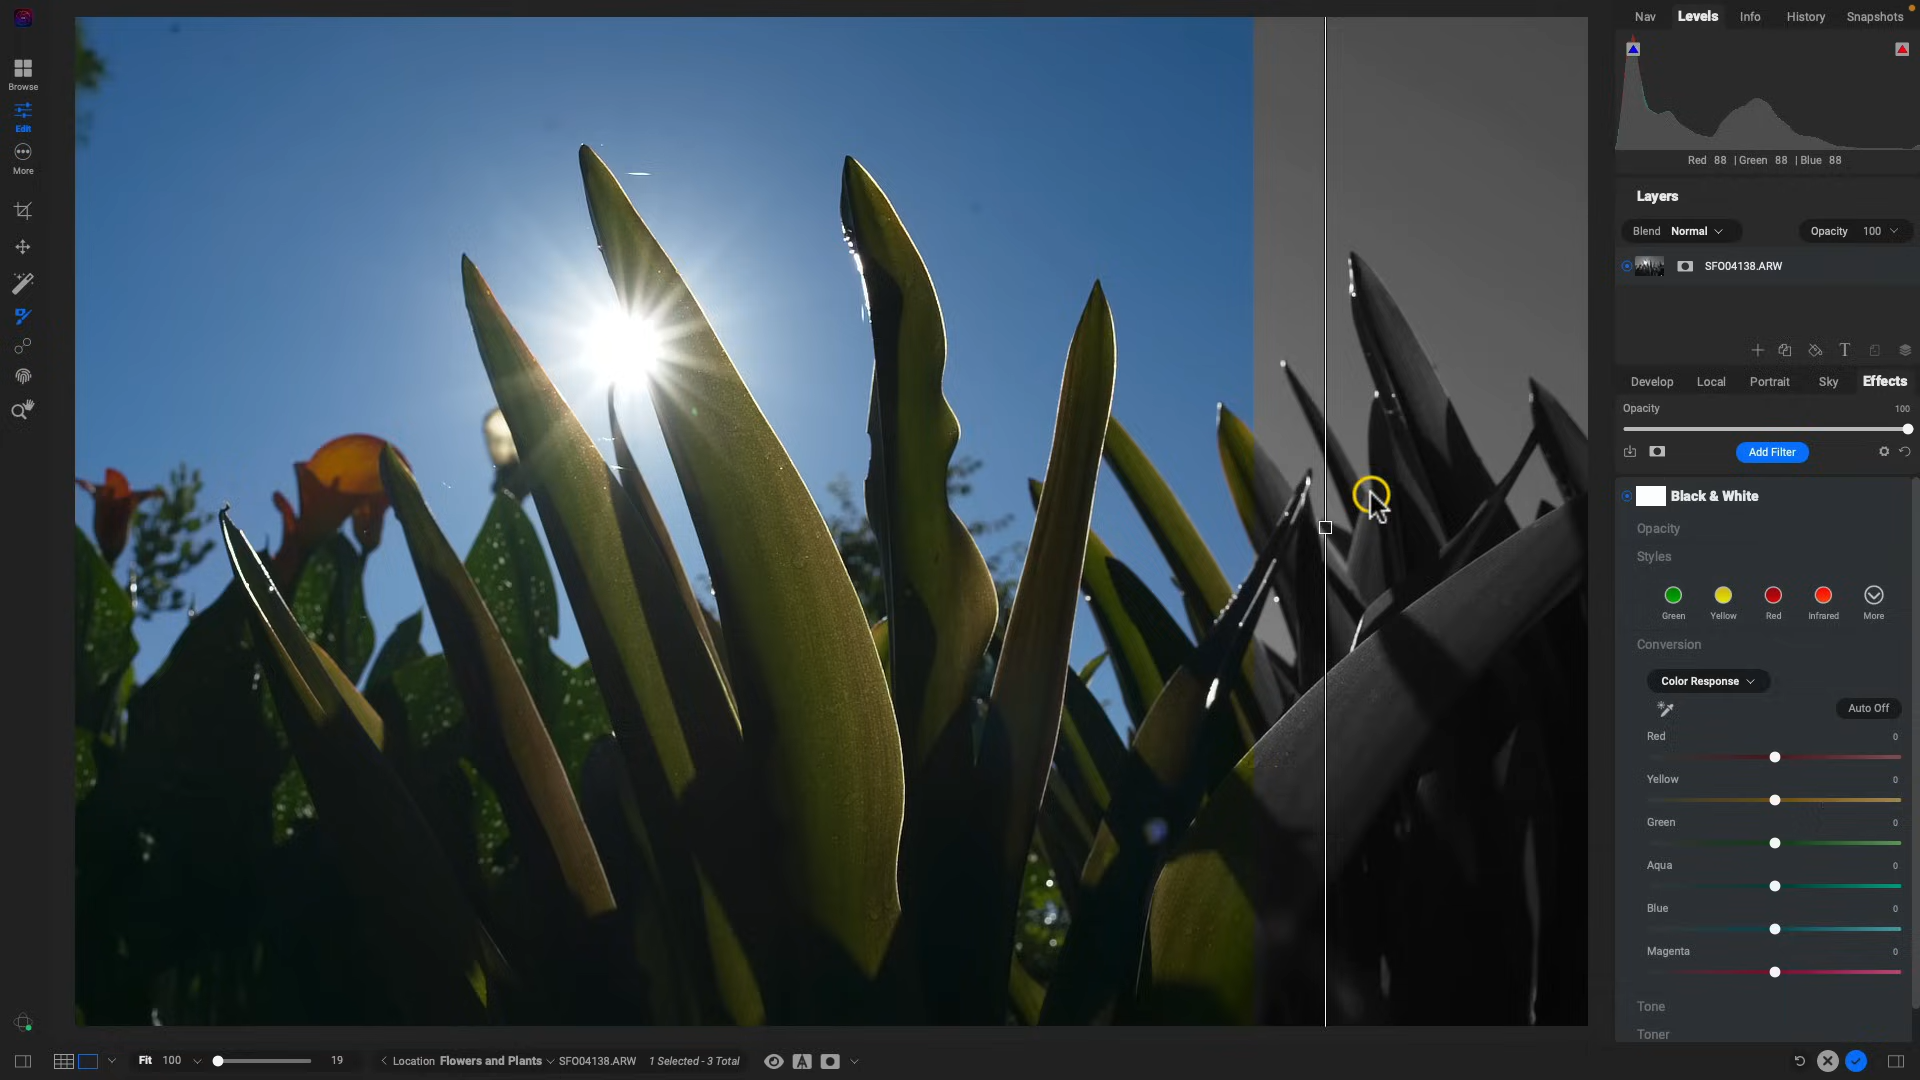 Nav Levels Info History Snapshots
Browse
Edit
More
Red 88 | Green 88 | Blue 88
Layers
Blend Normal Opacity 100
SFO04138.ARW
T
Develop Local Portrait Sky Effects
Opacity 100
Add Filter
Black & White
Opacity
Styles
Green Yellow Red Infrared More
Conversion
Color Response
Auto Off
Red 0
Yellow 0
Green 0
Aqua 0
Blue 0
Magenta 0
Tone
Toner
Fit 100 19 Location Flowers and Plants SFO04138.ARW 1 Selected - 3 Total A